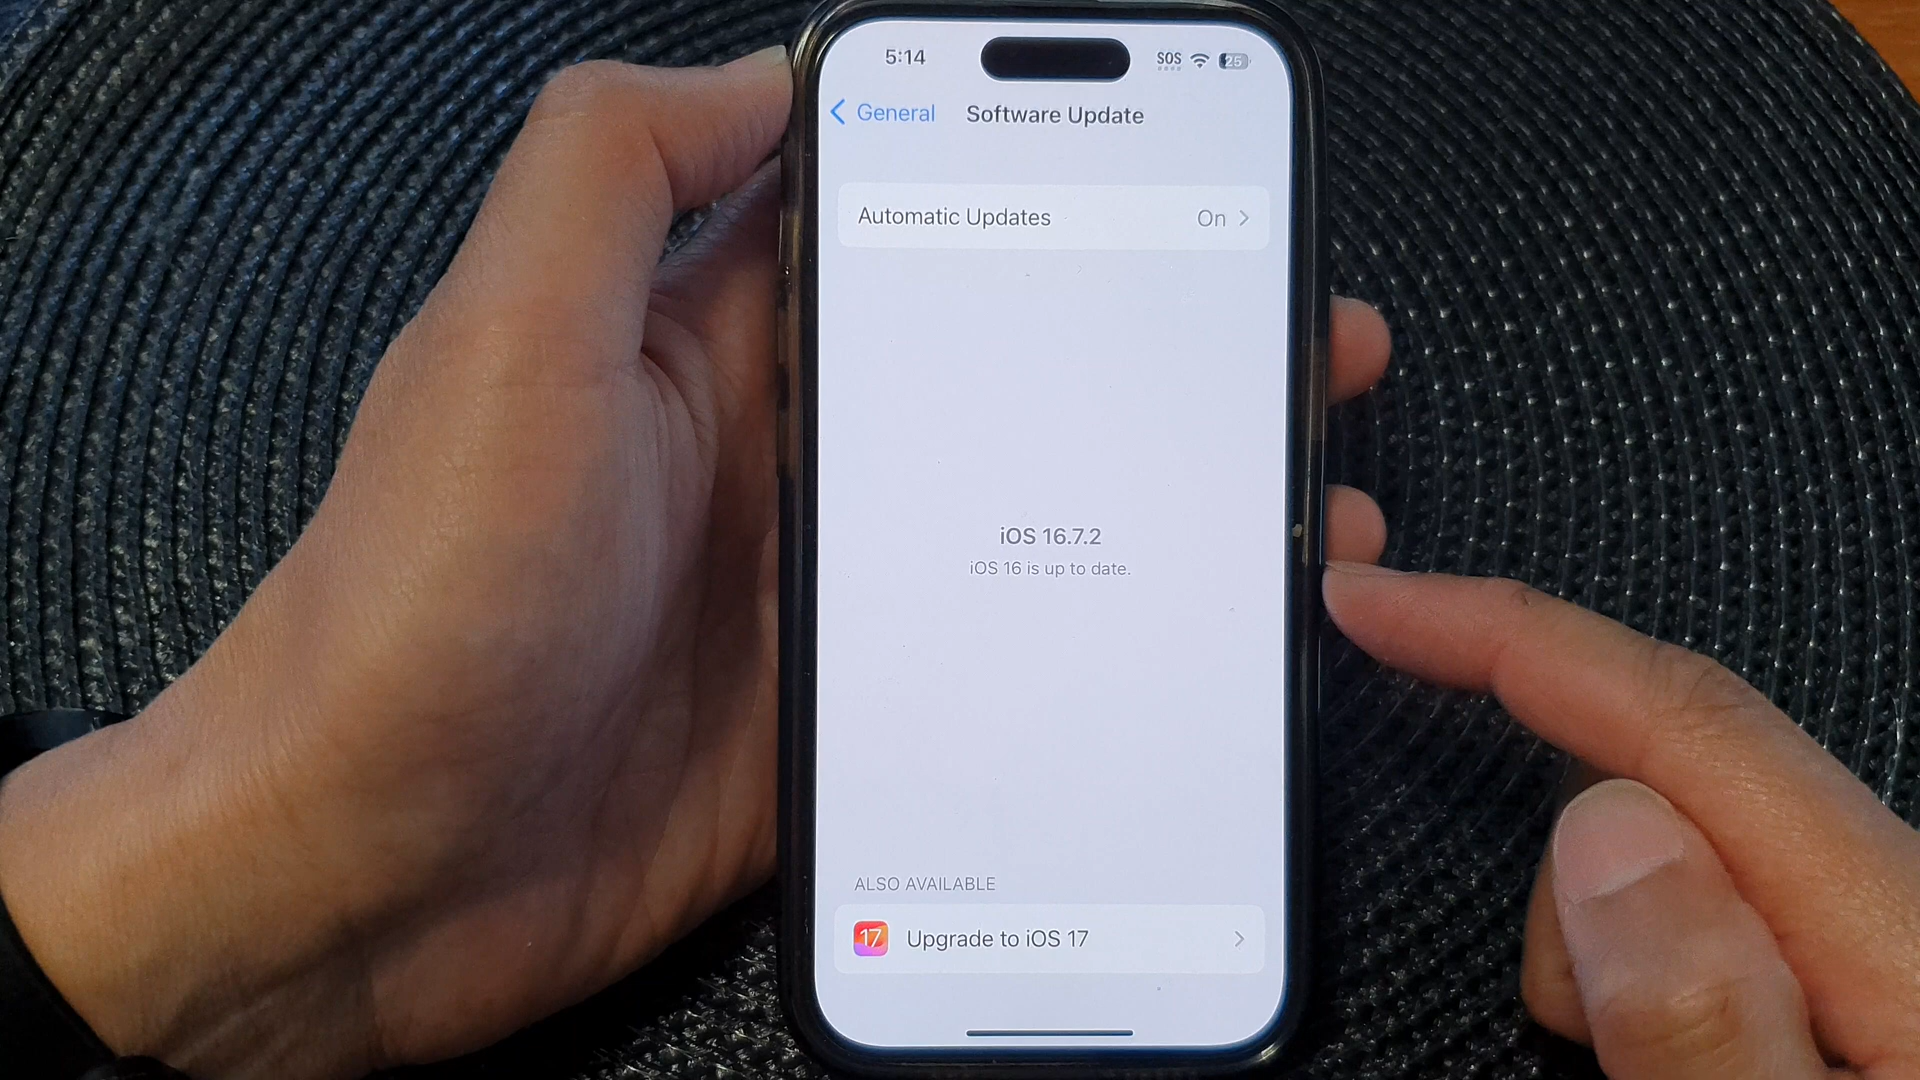 5:14
SOS
25
General
Software Update
Automatic Updates
On
iOS 16.7.2
iOS 16 is up to date.
ALSO AVAILABLE
17
Upgrade to iOS 17